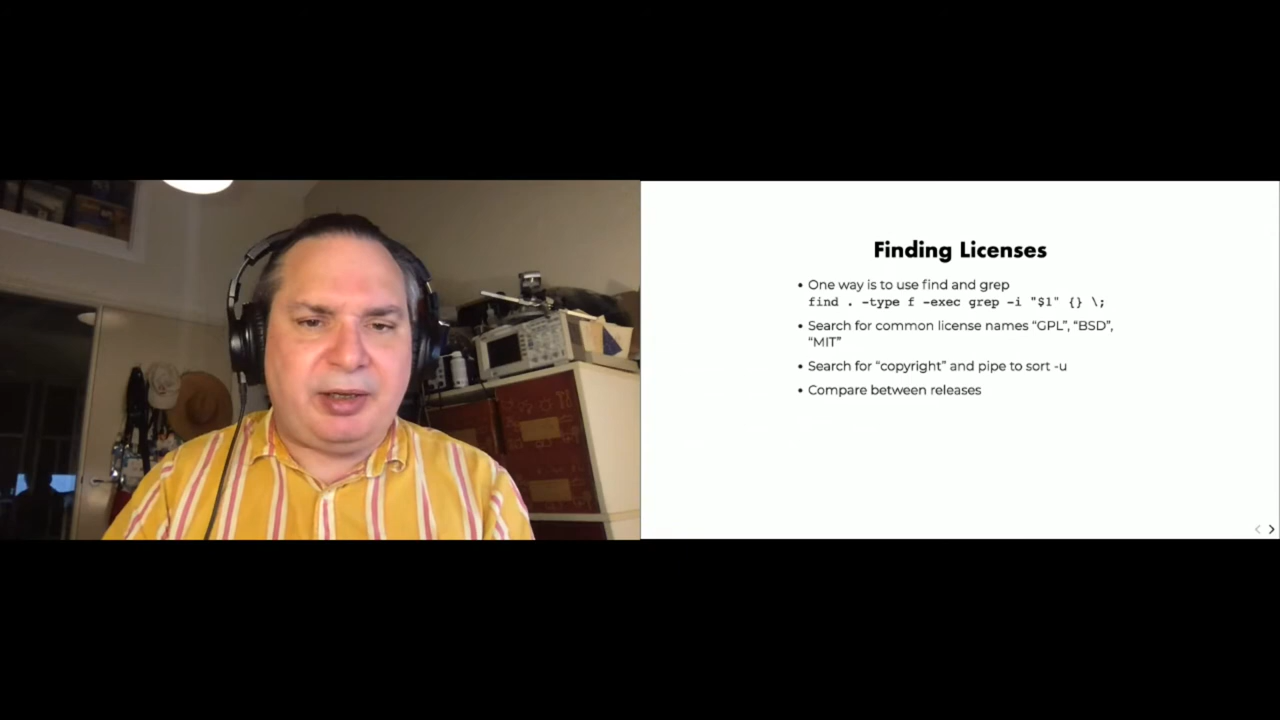 Finding Licenses
• One way is to use find and grep
find . -type f -exec grep -i "$1" {} \;
• Search for common license names “GPL”, “BSD”,
“MIT”
• Search for “copyright” and pipe to sort -u
• Compare between releases